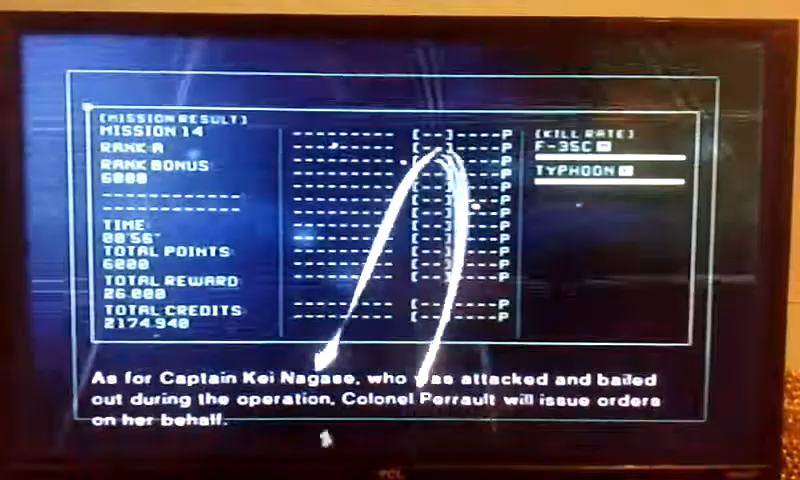 [MISSION RESULT]
MISSION 14
RANK A
RANK BONUS
6000
TIME
00'56"
TOTAL POINTS
6000
TOTAL REWARD
26.000
TOTAL CREDITS
2174.940
---------- [--]----P
---------- [--]----P
---------- [--]----P
---------- [--]----P
---------- [--]----P
---------- [--]----P
---------- [--]----P
---------- [--]----P
---------- [--]----P
---------- [--]----P
---------- [--]----P
---------- [--]----P
---------- [--]----P
---------- [--]----P
[KILL RATE]
F-35C
TYPHOON
As for Captain Kei Nagase, who was attacked and bailed
out during the operation, Colonel Perrault will issue orders
on her behalf.
TCL